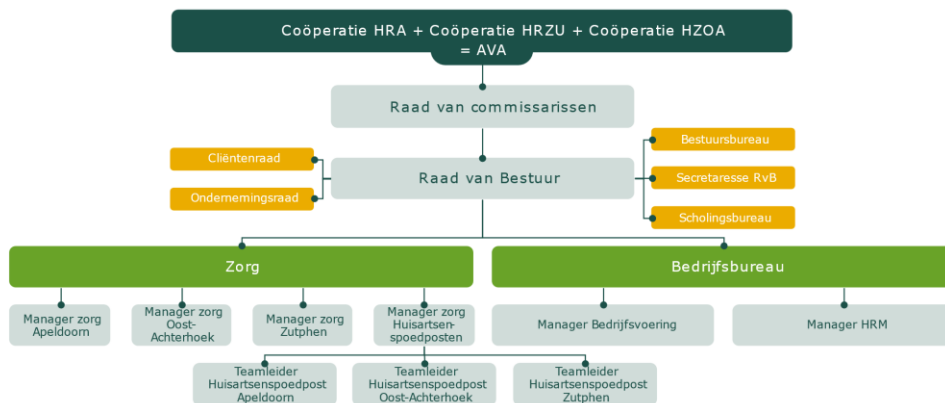 Coöperatie HRA + Coöperatie HRZU + Coöperatie HZOA
= AVA
Raad van commissarissen
Cliëntenraad
Ondernemingsraad
Raad van Bestuur
Bestuursbureau
Secretaresse RvB
Scholingsbureau
Zorg
Bedrijfsbureau
Manager zorg
Apeldoorn
Manager zorg
Oost-
Achterhoek
Manager zorg
Zutphen
Manager zorg
Huisartsen-
spoedposten
Manager Bedrijfsvoering
Manager HRM
Teamleider
Huisartsenspoedpost
Apeldoorn
Teamleider
Huisartsenspoedpost
Oost-Achterhoek
Teamleider
Huisartsenspoedpost
Zutphen